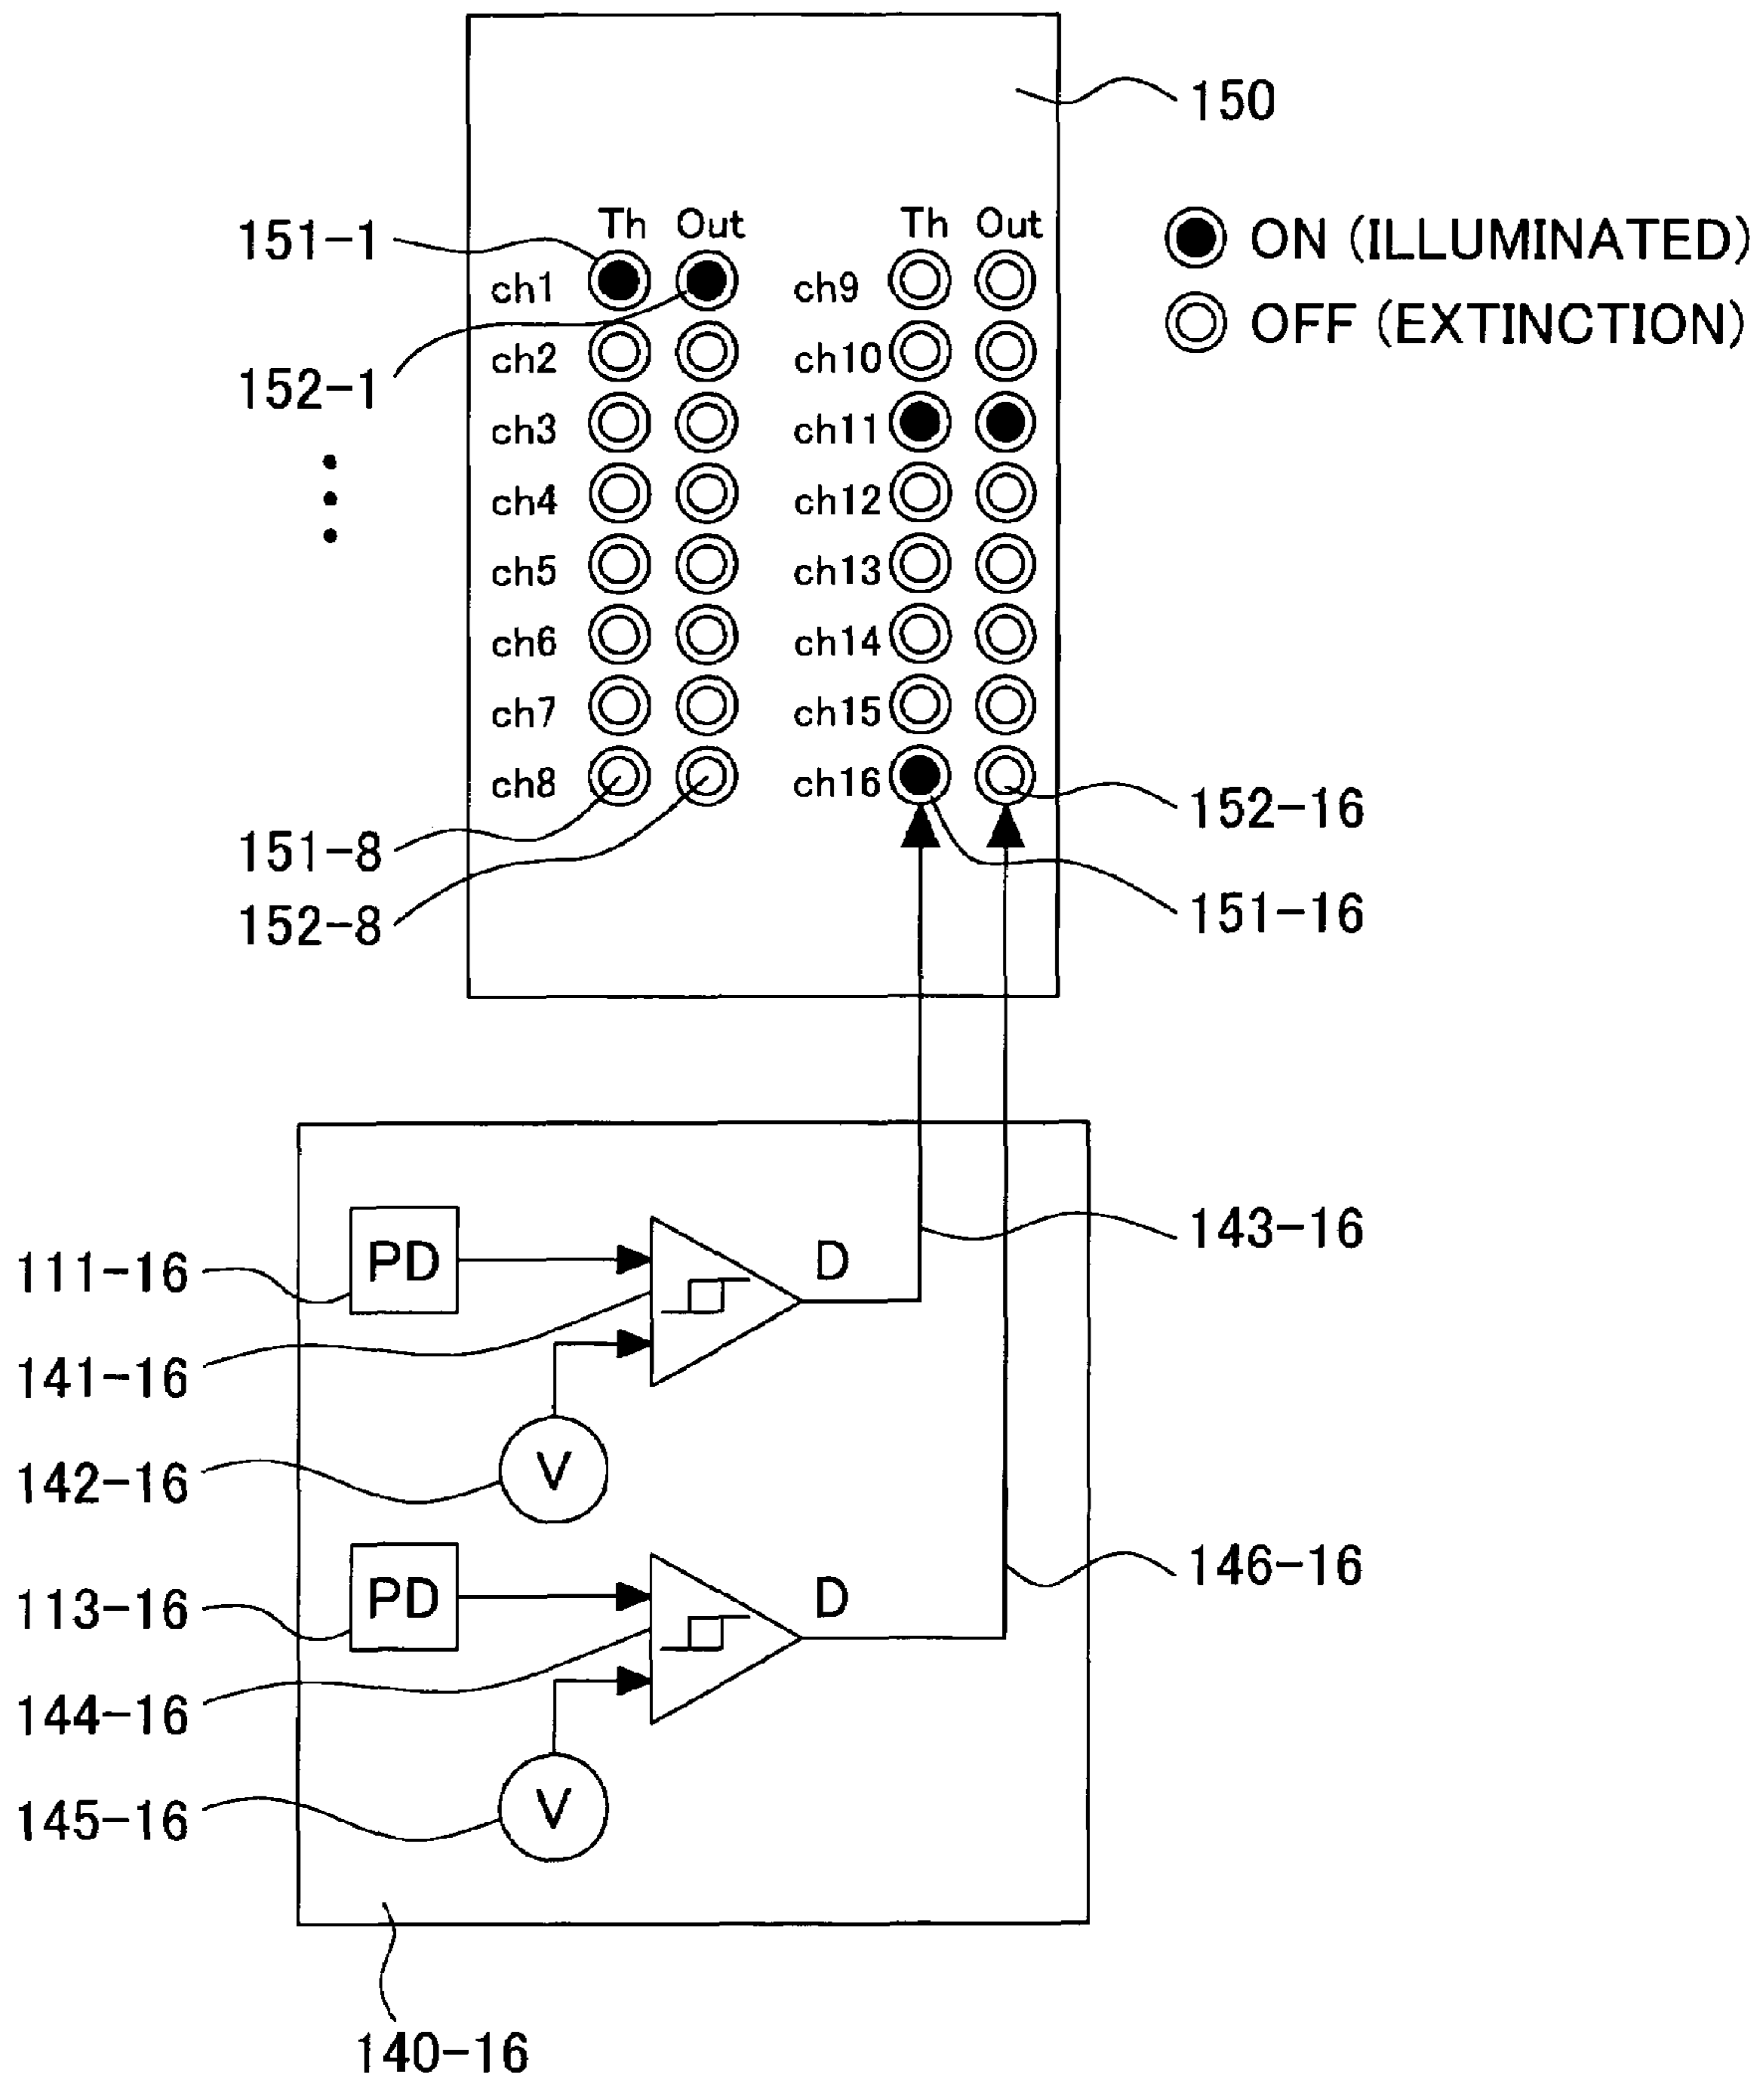 150
Th Out Th Out
151-1
ON (ILLUMINATED)
ch1 ch9
OFF (EXTINCTION)
ch2 ch10
152-1
ch3 ch11
ch4 ch12
ch5 ch13
ch6 ch14
ch7 ch15
ch8 ch16
152-16
151-8
151-16
152-8
143-16
PD D
111-16
141-16
V
142-16
146-16
PD D
113-16
144-16
V
145-16
140-16